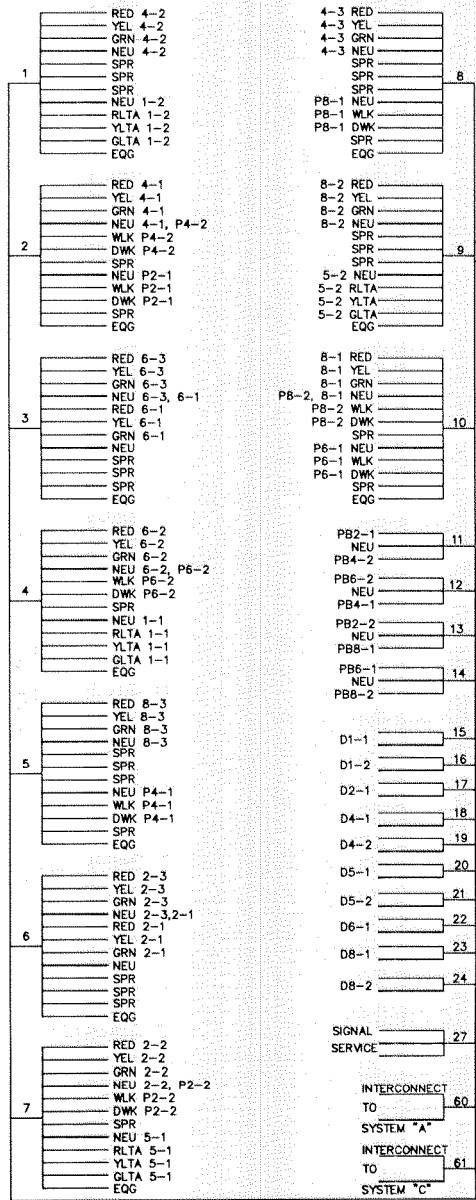 RED 4-2
YEL 4-2
GRN 4-2
NEU 4-2
SPR
SPR
SPR
NEU 1-2
RLTA 1-2
YLTA 1-2
GLTA 1-2
EQG
1
RED 4-1
YEL 4-1
GRN 4-1
NEU 4-1, P4-2
WLK P4-2
DWK P4-2
SPR
NEU P2-1
WLK P2-1
DWK P2-1
SPR
EQG
2
RED 6-3
YEL 6-3
GRN 6-3
NEU 6-3, 6-1
RED 6-1
YEL 6-1
GRN 6-1
NEU
SPR
SPR
SPR
EQG
3
RED 6-2
YEL 6-2
GRN 6-2
NEU 6-2, P6-2
WLK P6-2
DWK P6-2
SPR
NEU 1-1
RLTA 1-1
YLTA 1-1
GLTA 1-1
EQG
4
RED 8-3
YEL 8-3
GRN 8-3
NEU 8-3
SPR
SPR
SPR
NEU P4-1
WLK P4-1
DWK P4-1
SPR
EQG
5
RED 2-3
YEL 2-3
GRN 2-3
NEU 2-3,2-1
RED 2-1
YEL 2-1
GRN 2-1
NEU
SPR
SPR
SPR
EQG
6
RED 2-2
YEL 2-2
GRN 2-2
NEU 2-2, P2-2
WLK P2-2
DWK P2-2
SPR
NEU 5-1
RLTA 5-1
YLTA 5-1
GLTA 5-1
EQG
7
4-3 RED
4-3 YEL
4-3 GRN
4-3 NEU
SPR
SPR
SPR
P8-1 NEU
P8-1 WLK
P8-1 DWK
SPR
EQG
8
8-2 RED
8-2 YEL
8-2 GRN
8-2 NEU
SPR
SPR
SPR
5-2 NEU
5-2 RLTA
5-2 YLTA
5-2 GLTA
EQG
9
8-1 RED
8-1 YEL
8-1 GRN
P8-2, 8-1 NEU
P8-2 WLK
P8-2 DWK
SPR
P6-1 NEU
P6-1 WLK
P6-1 DWK
SPR
EQG
10
PB2-1
NEU
PB4-2
11
PB6-2
NEU
PB4-1
12
PB2-2
NEU
PB8-1
13
PB6-1
NEU
PB8-2
14
D1-1 15
D1-2 16
D2-1 17
D4-1 18
D4-2 19
D5-1 20
D5-2 21
D6-1 22
D8-1 23
D8-2 24
SIGNAL
SERVICE
27
INTERCONNECT
TO
SYSTEM "A"
60
INTERCONNECT
TO
SYSTEM "C"
61